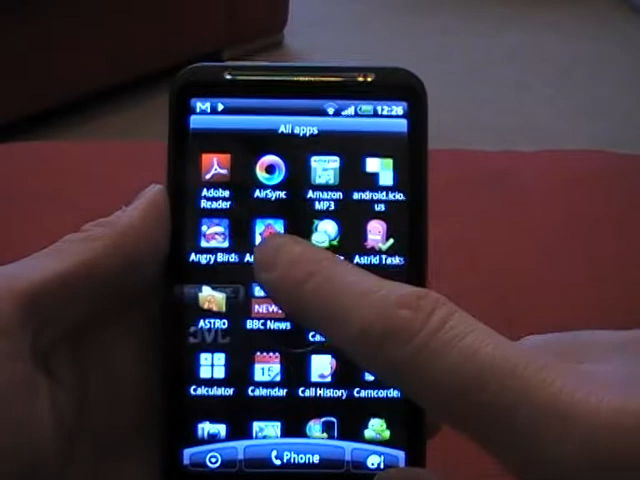 12:26
All apps
Adobe Reader
AirSync
Amazon MP3
android.icio.us
Angry Birds
Astrid Tasks
ASTRO
NEWS
BBC News
JVC
Calculator
15
Calendar
Call History
Camcorder
Phone